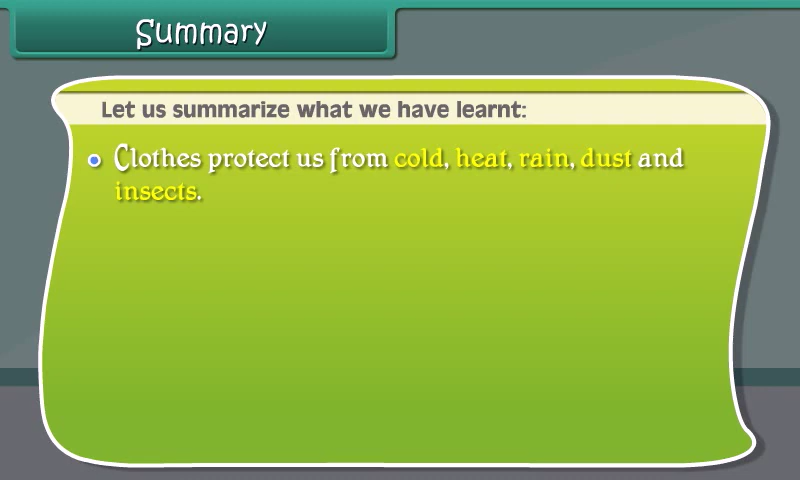 Summary
Let us summarize what we have learnt:
Clothes protect us from cold, heat, rain, dust and
insects.